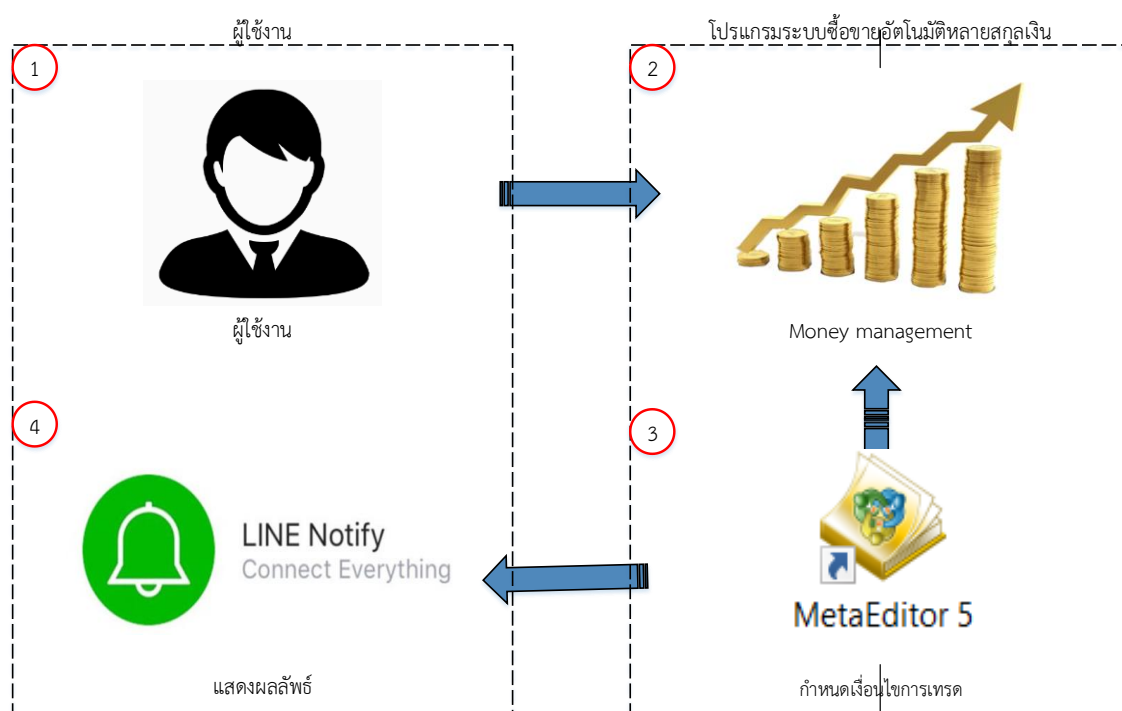 ผู้ใช้งาน
โปรแกรมระบบซื้อขายอัตโนมัติหลายสกุลเงิน
1
2
ผู้ใช้งาน
Money management
4
3
LINE Notify
Connect Everything
MetaEditor 5
แสดงผลลัพธ์
กำหนดเงื่อนไขการเทรด